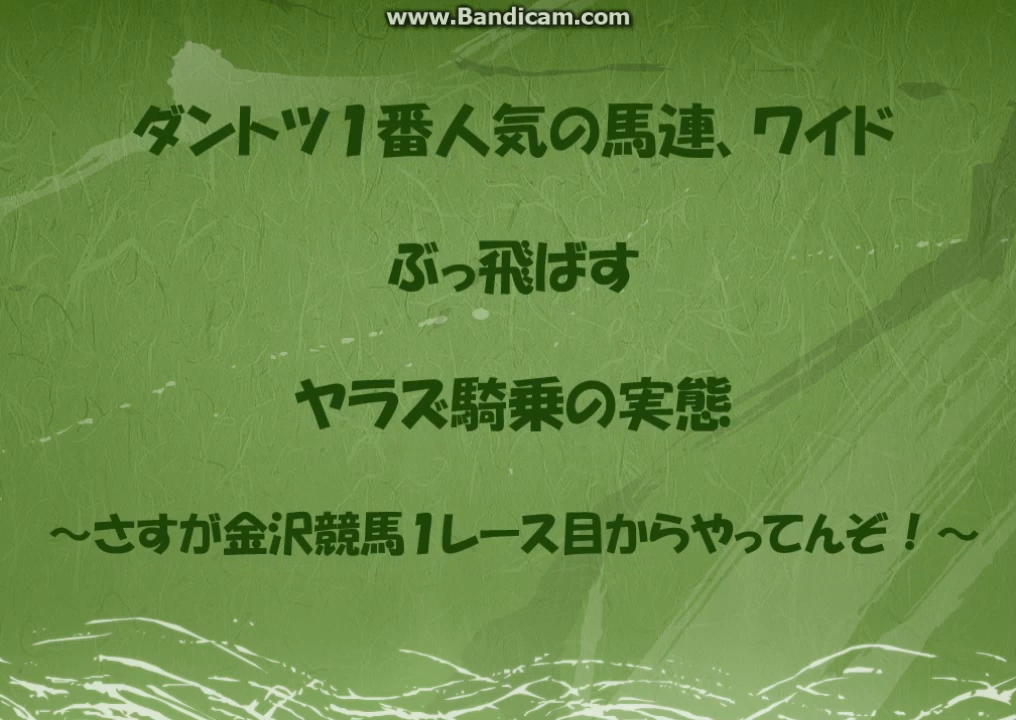 www.Bandicam.com
ダントツ１番人気の馬連、ワイド
ぶっ飛ばす
ヤラズ騎乗の実態
～さすが金沢競馬１レース目からやってんぞ！～